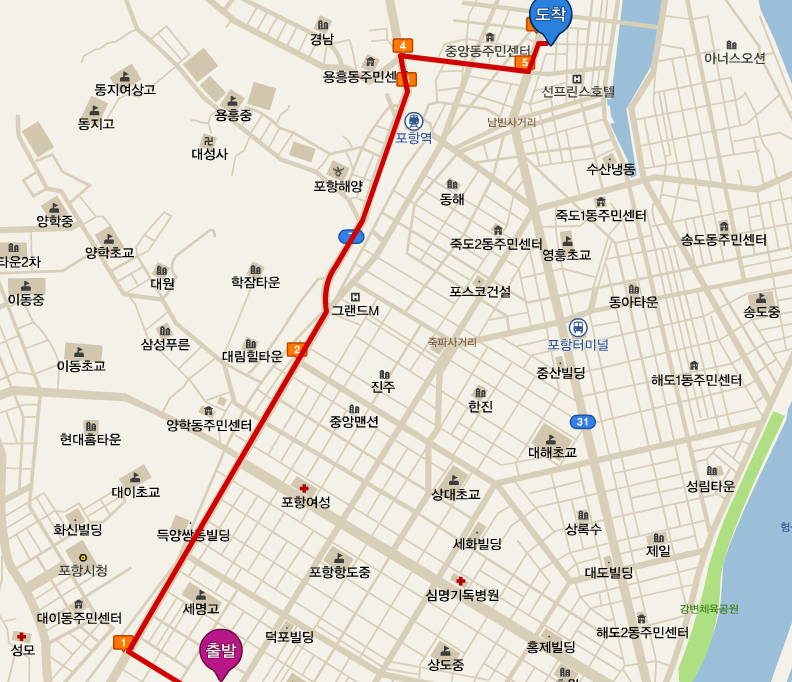 도착
경남
4
중앙동주민센터
아너스오션
용흥동주민센
5
동지여상고
선프린스호텔
용흥중
동지고
포항역
남빈사거리
대성사
수산냉동
포항해양
동해
양학중
죽도1동주민센터
7
양학초교
죽도2동주민센터
송도동주민센터
영흥초교
타운2차
대원
학잠타운
이동중
포스코건설
동아타운
그랜드M
송도중
삼성푸른
대림힐타운
2
죽파사거리
포항터미널
이동초교
진주
중산빌딩
해도1동주민센터
양학동주민센터
중앙맨션
한진
31
현대홈타운
대해초교
대이초교
포항여성
상대초교
성림타운
화신빌딩
득양쌍둥빌딩
상록수
형
세화빌딩
제일
포항시청
포항항도중
대도빌딩
심명기독병원
대이동주민센터
세명고
강변체육공원
1
출발
덕포빌딩
해도2동주민센터
성모
상도중
홍제빌딩